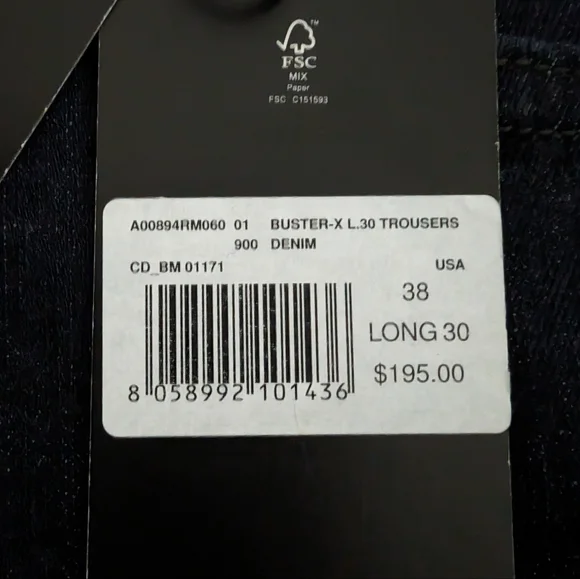 TM
FSC
MIX
Paper
FSC C151593
A00894RM060 01 BUSTER-X L.30 TROUSERS
900 DENIM
CD_BM 01171 USA
38
LONG 30
$195.00
8 058992 101436